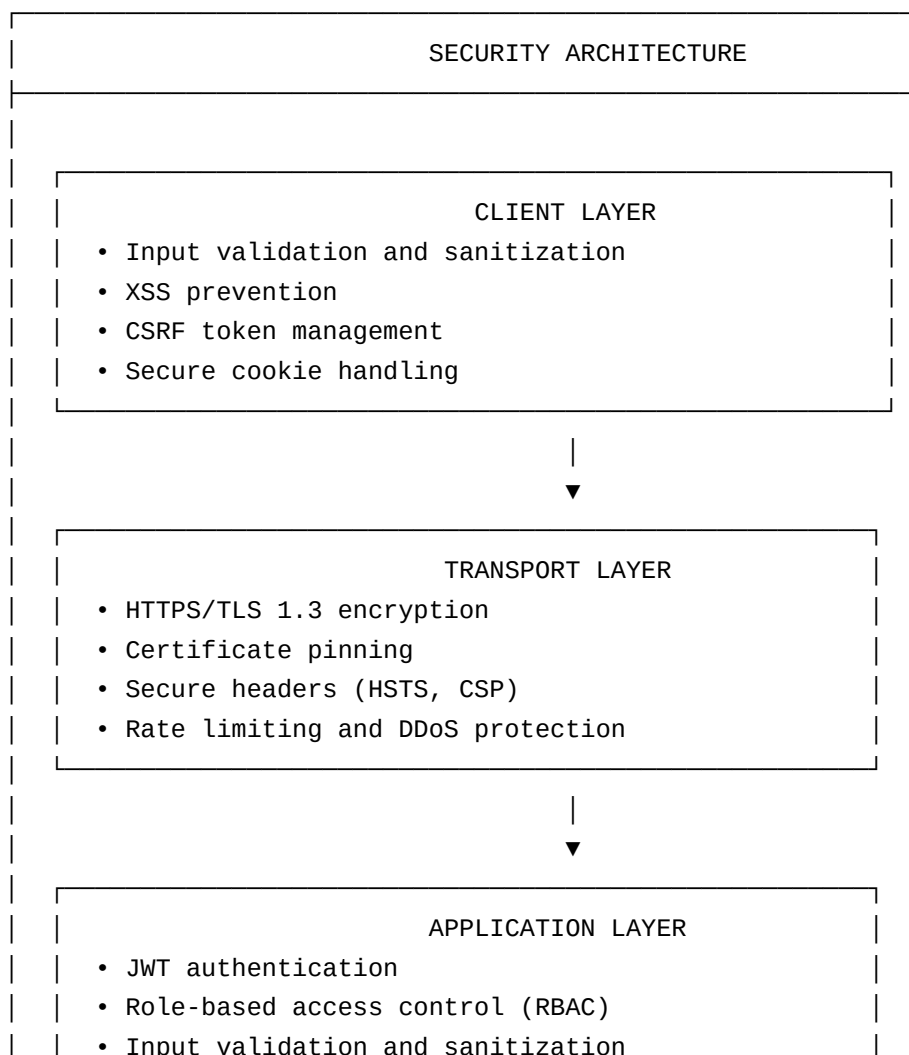 SECURITY ARCHITECTURE
CLIENT LAYER
• Input validation and sanitization
• XSS prevention
• CSRF token management
• Secure cookie handling
TRANSPORT LAYER
• HTTPS/TLS 1.3 encryption
• Certificate pinning
• Secure headers (HSTS, CSP)
• Rate limiting and DDoS protection
APPLICATION LAYER
• JWT authentication
• Role-based access control (RBAC)
• Input validation and sanitization